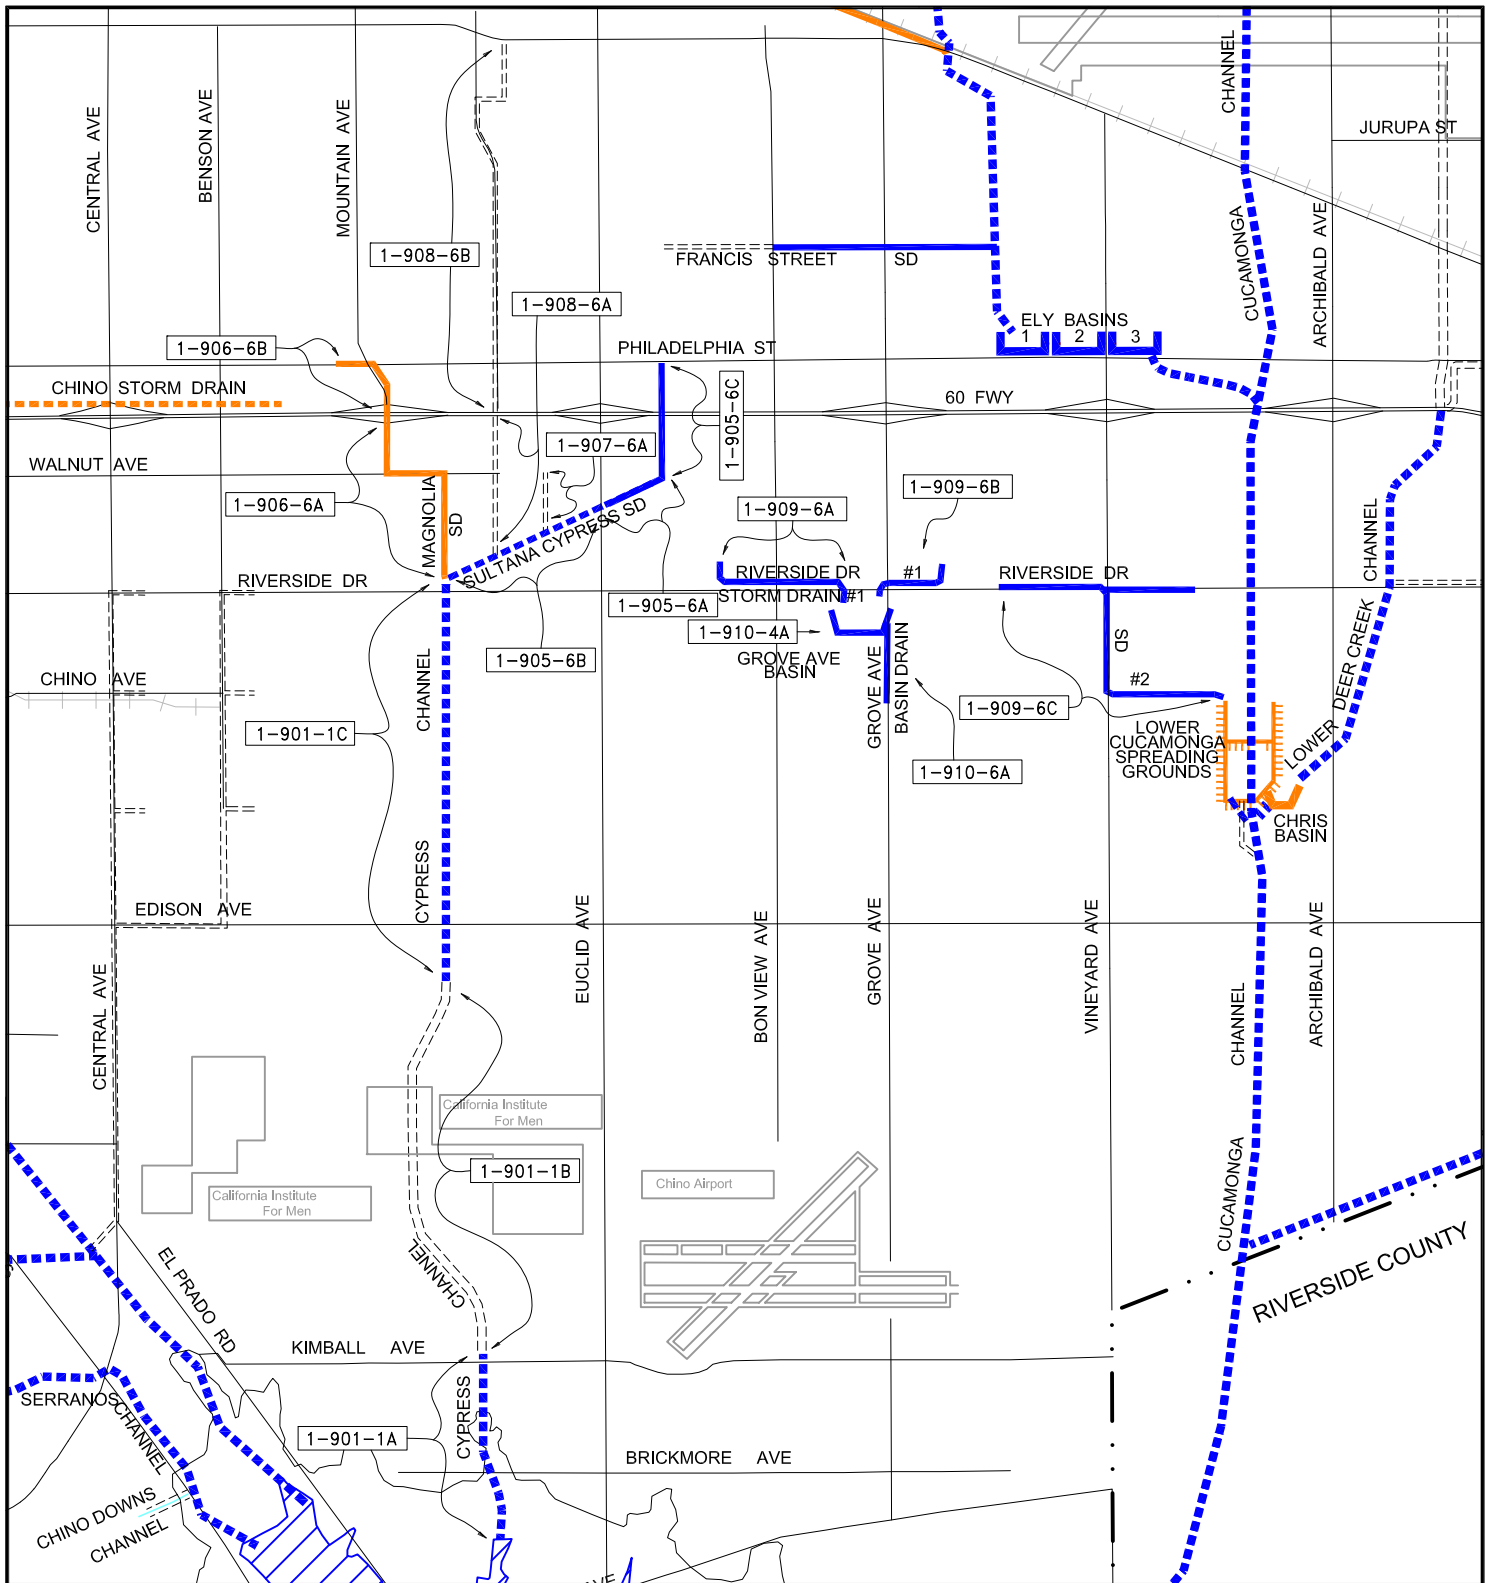 CHANNEL
JURUPA ST
CENTRAL AVE
BENSON AVE
MOUNTAIN AVE
CUCAMONGA
ARCHIBALD AVE
1-908-6B
FRANCIS STREET SD
1-908-6A
ELY BASINS
1 2 3
1-906-6B
PHILADELPHIA ST
CHINO STORM DRAIN
1-905-6C
60 FWY
1-907-6A
WALNUT AVE
1-906-6A
MAGNOLIA
SD
SULTANA CYPRESS SD
1-909-6A
1-909-6B
CHANNEL
RIVERSIDE DR
RIVERSIDE DR
STORM DRAIN #1
#1
RIVERSIDE DR
1-905-6A
1-910-4A
SD
1-905-6B
GROVE AVE
BASIN
GROVE AVE
BASIN DRAIN
LOWER DEER CREEK
CHINO AVE
CHANNEL
#2
1-909-6C
1-901-1C
LOWER
CUCAMONGA
SPREADING
GROUNDS
1-910-6A
CHRIS
BASIN
CYPRESS
EDISON AVE
EUCLID AVE
BON VIEW AVE
GROVE AVE
VINEYARD AVE
ARCHIBALD AVE
CENTRAL AVE
CHANNEL
California Institute
For Men
1-901-1B
Chino Airport
California Institute
For Men
CUCAMONGA
CHANNEL
EL PRADO RD
RIVERSIDE COUNTY
KIMBALL AVE
SERRANOS
CHANNEL
CYPRESS
1-901-1A
BRICKMORE AVE
CHINO DOWNS
CHANNEL
AVE